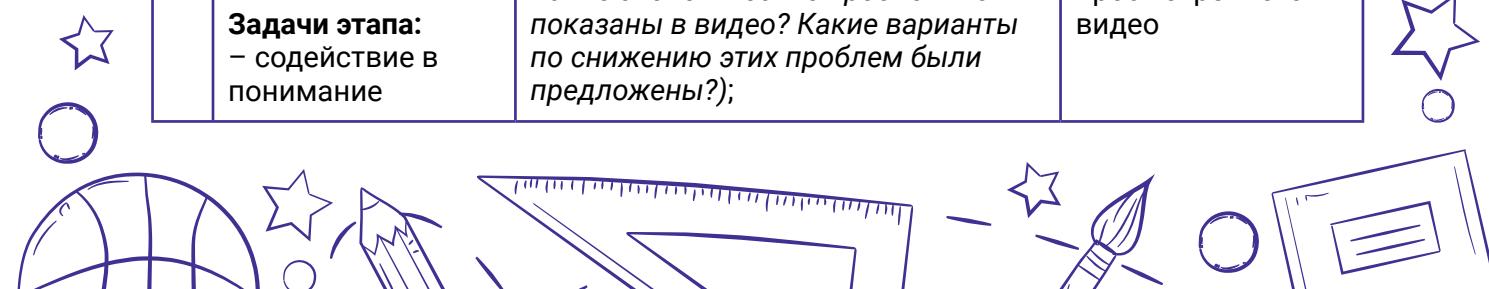 Задачи этапа:
– содействие в
понимание
показаны в видео? Какие варианты
по снижению этих проблем были
предложены?);
видео